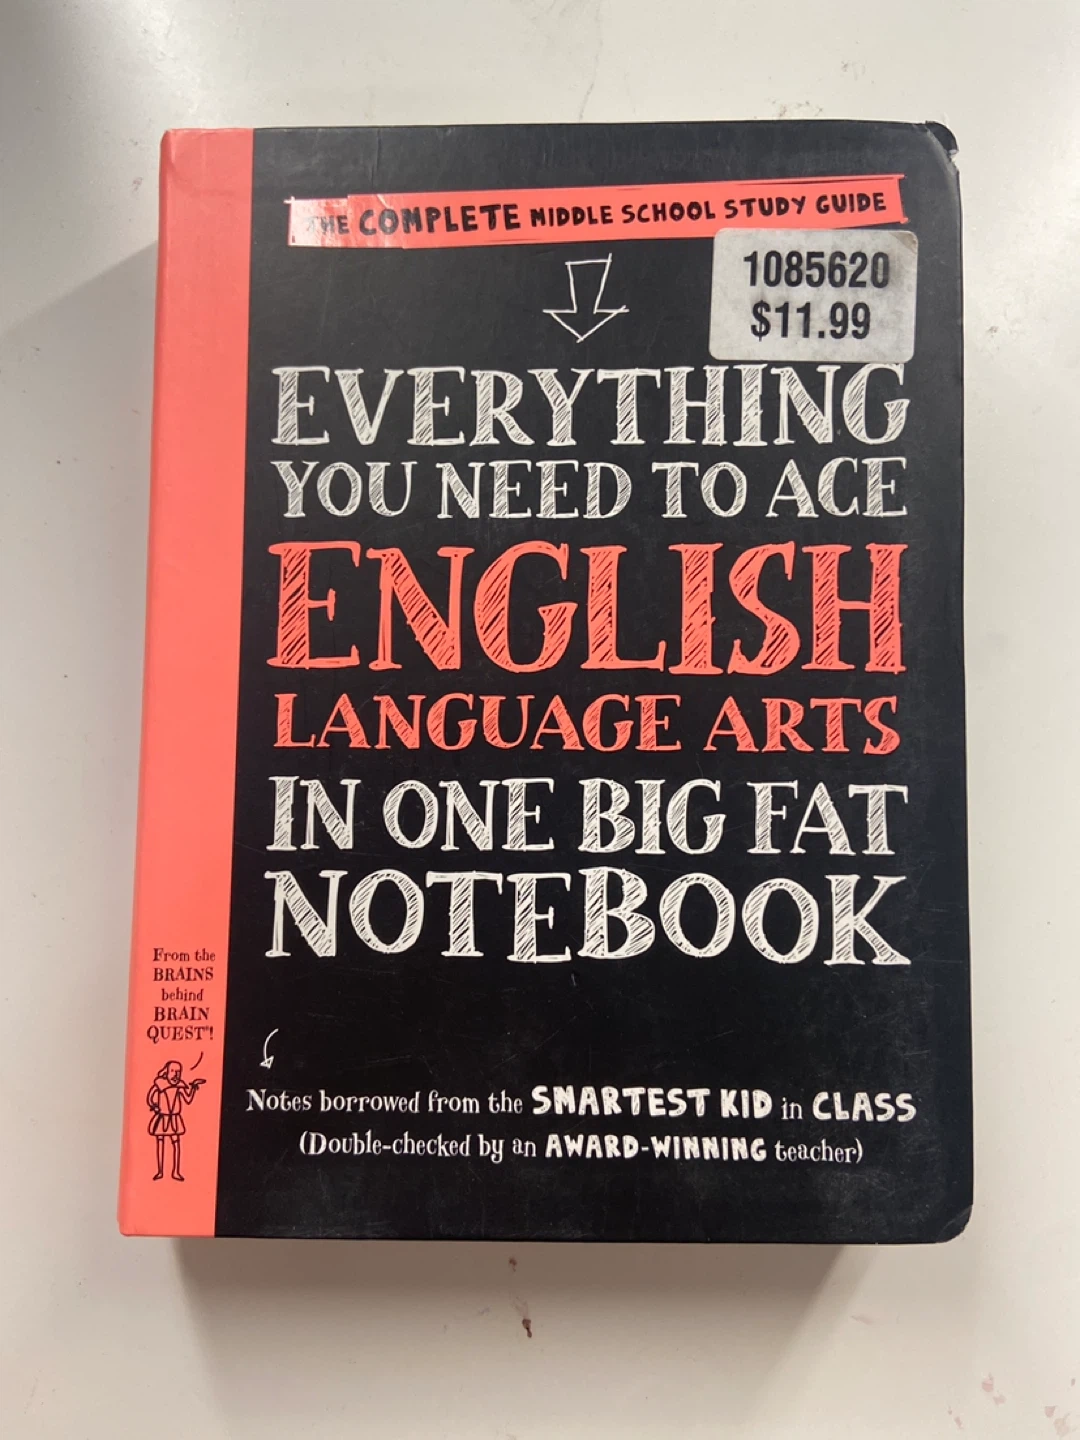 THE COMPLETE MIDDLE SCHOOL STUDY GUIDE
1085620
$11.99
EVERYTHING
YOU NEED TO ACE
ENGLISH
LANGUAGE ARTS
IN ONE BIG FAT
NOTEBOOK
From the
BRAINS
behind
BRAIN
QUEST®!
Notes borrowed from the SMARTEST KID in CLASS
(Double-checked by an AWARD-WINNING teacher)